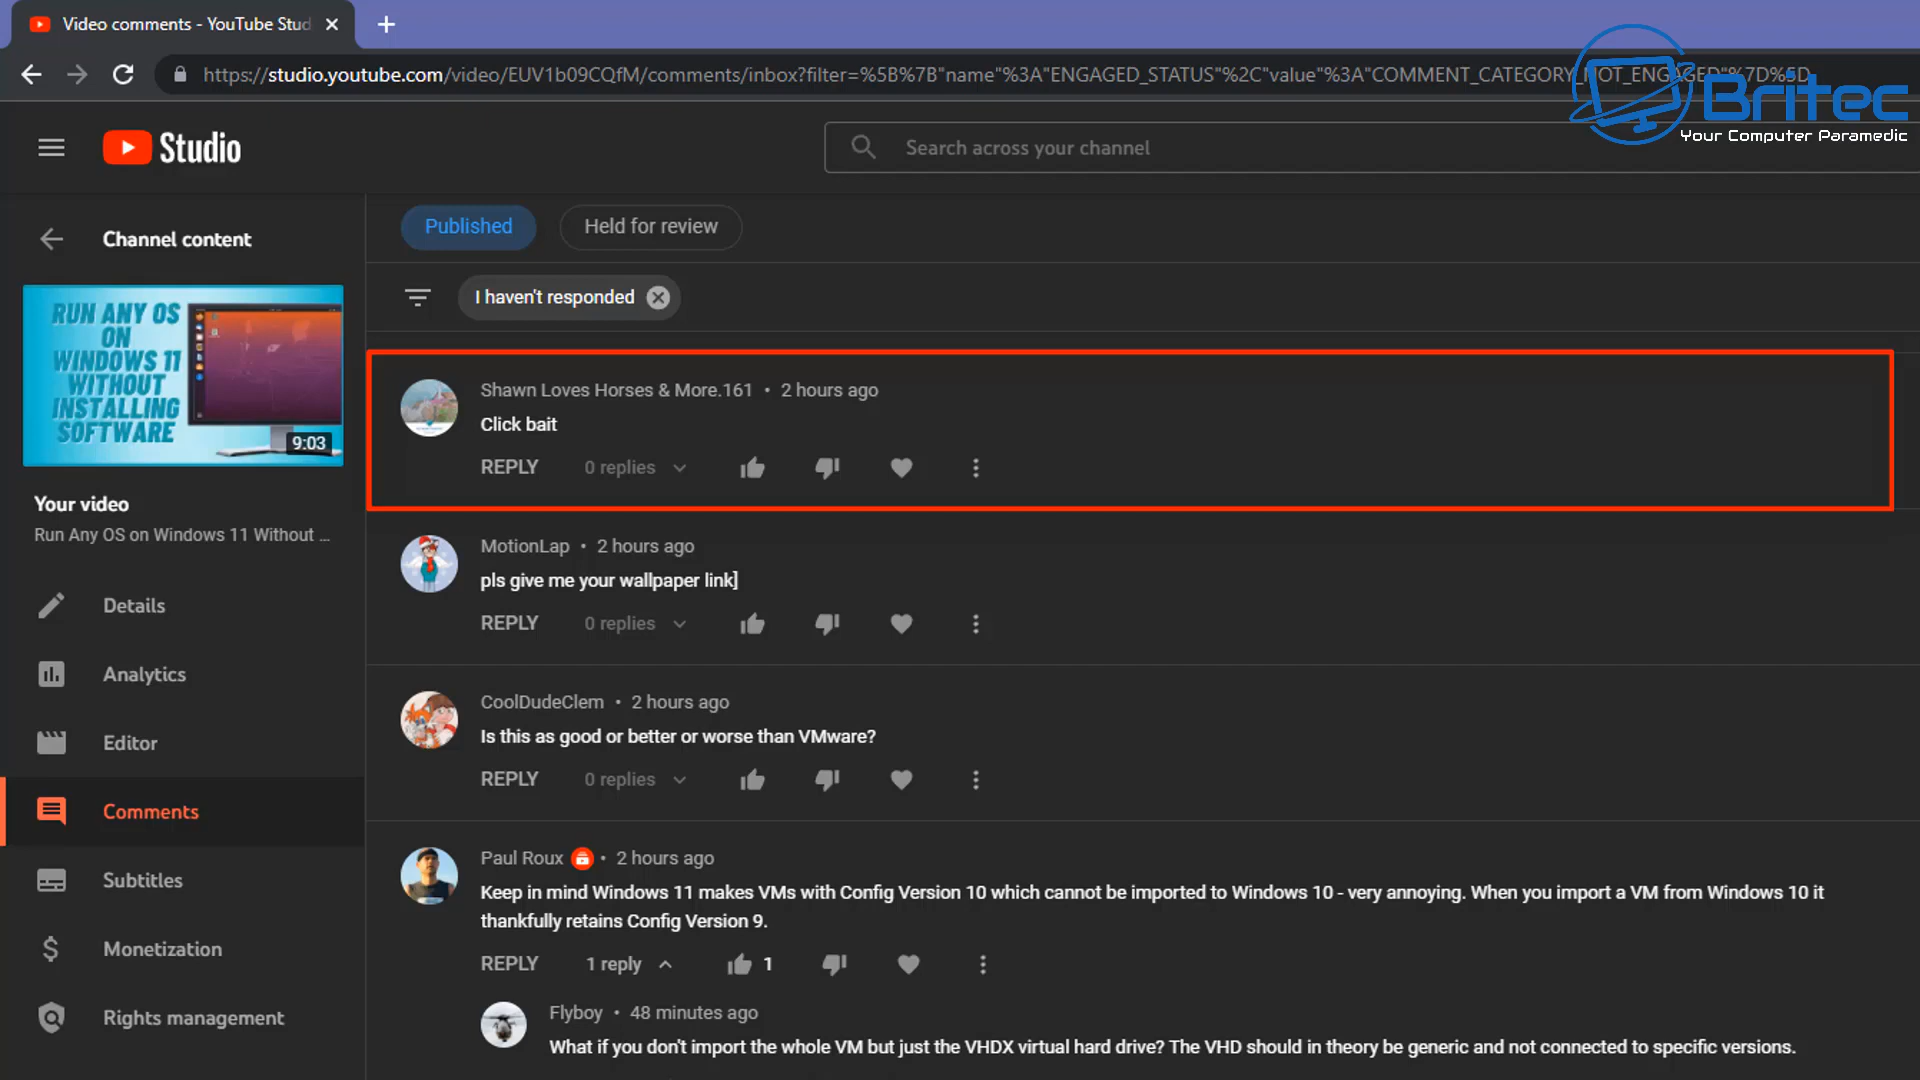 Video comments - YouTube Stud
https://studio.youtube.com/video/EUV1b09CQfM/comments/inbox?filter=%5B%7B"name"%3A"ENGAGED_STATUS"%2C"value"%3A"COMMENT_CATEGORY_NOT_ENGAGED"%7D%5D
Britec
Your Computer Paramedic
Studio
Search across your channel
Channel content
Published
Held for review
I haven't responded
RUN ANY OS
ON
WINDOWS 11
WITHOUT
INSTALLING
SOFTWARE
9:03
Your video
Run Any OS on Windows 11 Without ...
Details
Analytics
Editor
Comments
Subtitles
Monetization
Rights management
Shawn Loves Horses & More.161 • 2 hours ago
Click bait
REPLY 0 replies
MotionLap • 2 hours ago
pls give me your wallpaper link]
REPLY 0 replies
CoolDudeClem • 2 hours ago
Is this as good or better or worse than VMware?
REPLY 0 replies
Paul Roux • 2 hours ago
Keep in mind Windows 11 makes VMs with Config Version 10 which cannot be imported to Windows 10 - very annoying. When you import a VM from Windows 10 it
thankfully retains Config Version 9.
REPLY 1 reply 1
Flyboy • 48 minutes ago
What if you don't import the whole VM but just the VHDX virtual hard drive? The VHD should in theory be generic and not connected to specific versions.